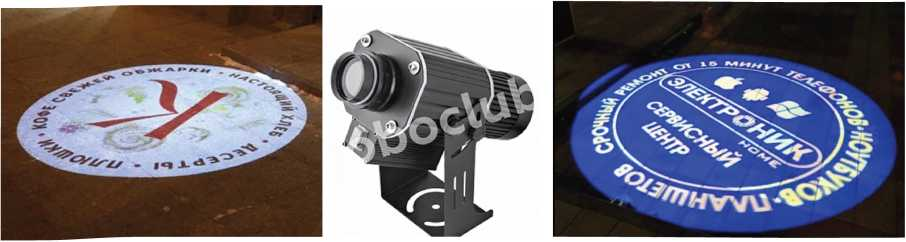 КОФЕ СВЕЖЕЙ ОБЖАРКИ • НАСТОЯЩИЙ ХЛЕБ • ДЕСЕРТЫ • ПЛЮШКИ •
bboclub
СРОЧНЫЙ РЕМОНТ ОТ 15 МИНУТ ТЕЛЕФОНОВ • НОУТБУКОВ • ПЛАНШЕТОВ
ЭЛЕКТРОНИК
HOME
СЕРВИСНЫЙ
ЦЕНТР